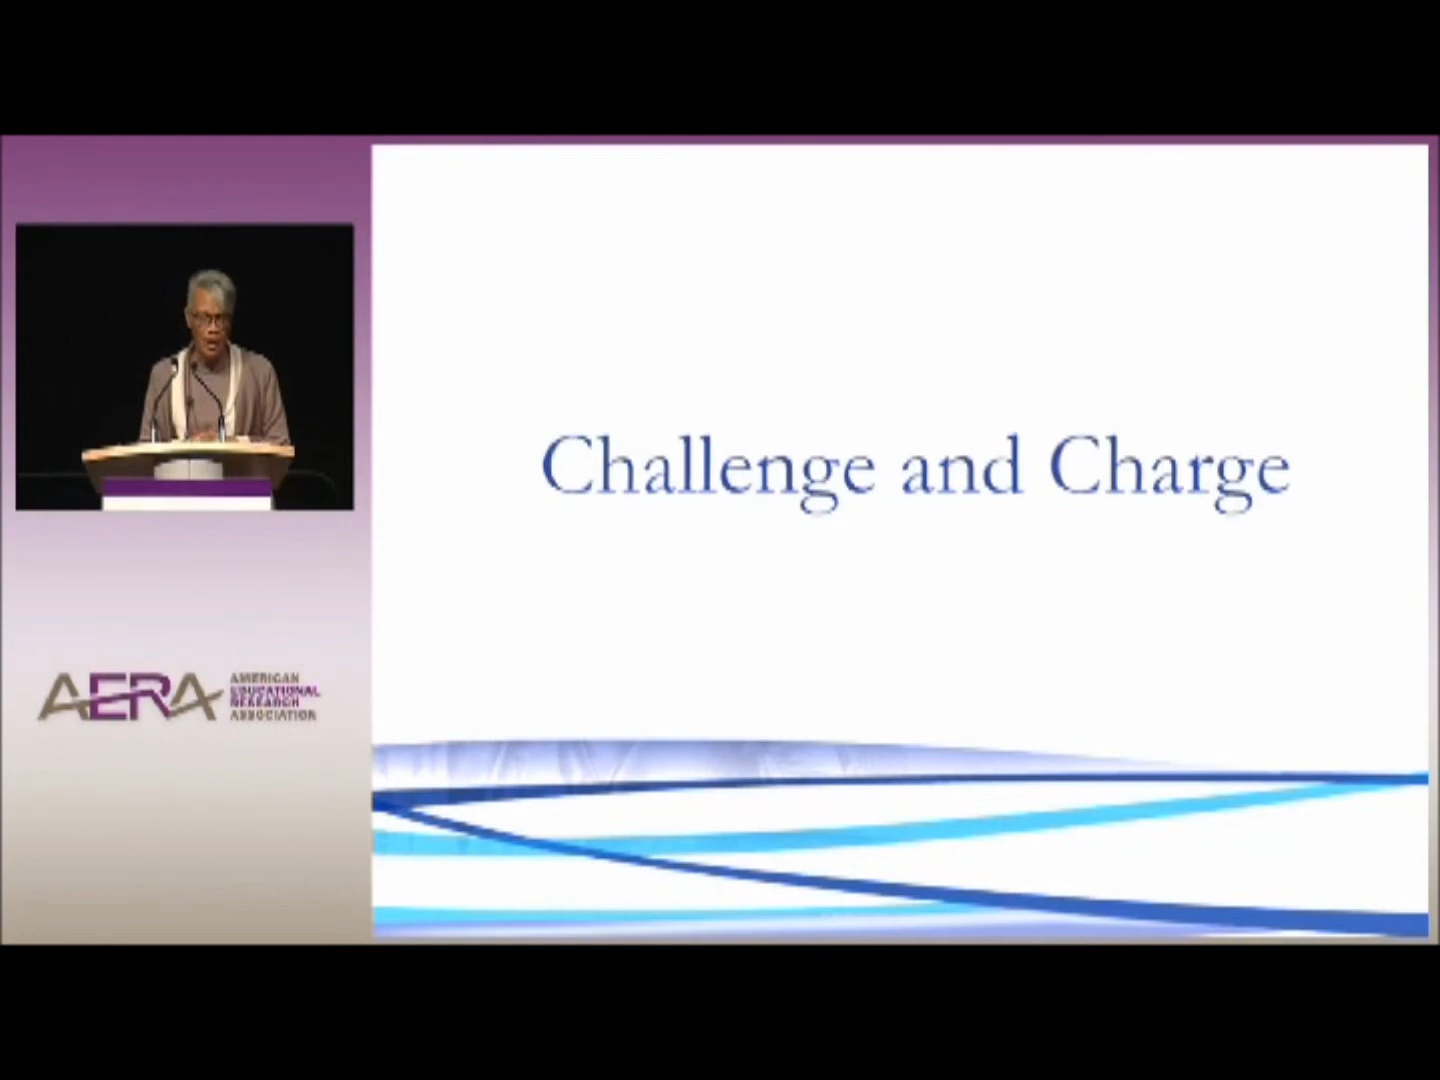 Challenge and Charge
AERA
AMERICAN
EDUCATIONAL
RESEARCH
ASSOCIATION